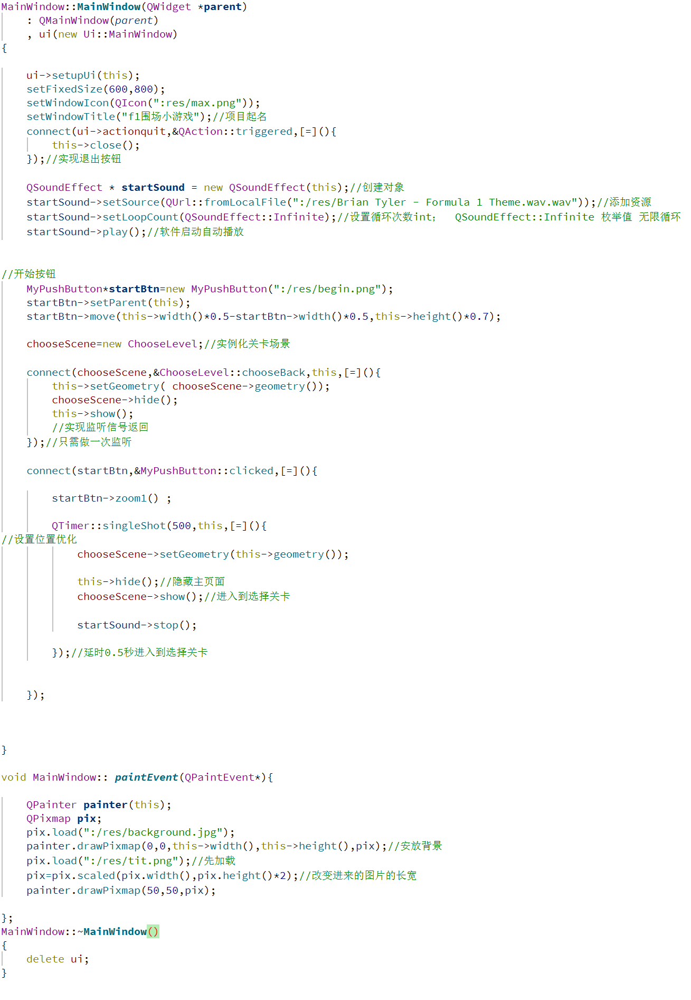 MainWindow::MainWindow(QWidget *parent)
    : QMainWindow(parent)
    , ui(new Ui::MainWindow)
{
    ui->setupUi(this);
    setFixedSize(600,800);
    setWindowIcon(QIcon(":res/max.png"));
    setWindowTitle("f1围场小游戏");//项目起名
    connect(ui->actionquit,&QAction::triggered,[=](){
        this->close();
    });//实现退出按钮
    QSoundEffect * startSound = new QSoundEffect(this);//创建对象
    startSound->setSource(QUrl::fromLocalFile(":/res/Brian Tyler - Formula 1 Theme.wav.wav"));//添加资源
    startSound->setLoopCount(QSoundEffect::Infinite);//设置循环次数int；  QSoundEffect::Infinite 枚举值 无限循环
    startSound->play();//软件启动自动播放
//开始按钮
    MyPushButton*startBtn=new MyPushButton(":/res/begin.png");
    startBtn->setParent(this);
    startBtn->move(this->width()*0.5-startBtn->width()*0.5,this->height()*0.7);
    chooseScene=new ChooseLevel;//实例化关卡场景
    connect(chooseScene,&ChooseLevel::chooseBack,this,[=](){
        this->setGeometry( chooseScene->geometry());
        chooseScene->hide();
        this->show();
        //实现监听信号返回
    });//只需做一次监听
    connect(startBtn,&MyPushButton::clicked,[=](){
        startBtn->zoom1() ;
        QTimer::singleShot(500,this,[=](){
//设置位置优化
            chooseScene->setGeometry(this->geometry());
            this->hide();//隐藏主页面
            chooseScene->show();//进入到选择关卡
            startSound->stop();
        });//延时0.5秒进入到选择关卡
    });
}
void MainWindow:: paintEvent(QPaintEvent*){
    QPainter painter(this);
    QPixmap pix;
    pix.load(":/res/background.jpg");
    painter.drawPixmap(0,0,this->width(),this->height(),pix);//安放背景
    pix.load(":/res/tit.png");//先加载
    pix=pix.scaled(pix.width(),pix.height()*2);//改变进来的图片的长宽
    painter.drawPixmap(50,50,pix);
};
MainWindow::~MainWindow()
{
    delete ui;
}